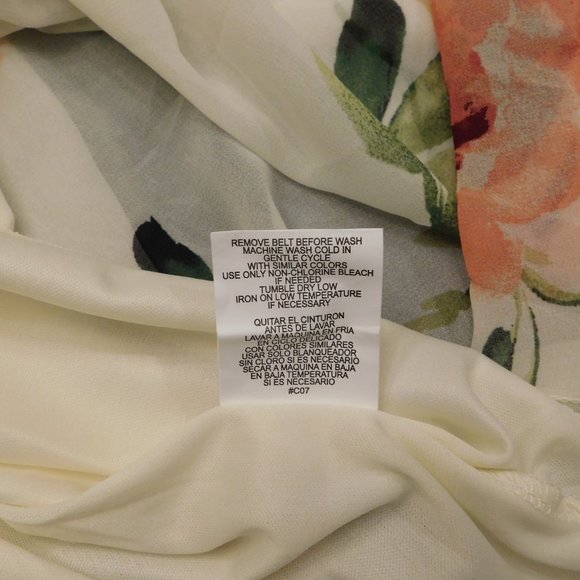 REMOVE BELT BEFORE WASH
MACHINE WASH COLD IN
GENTLE CYCLE
WITH SIMILAR COLORS
USE ONLY NON-CHLORINE BLEACH
IF NEEDED
TUMBLE DRY LOW
IRON ON LOW TEMPERATURE
IF NECESSARY
QUITAR EL CINTURON
ANTES DE LAVAR
LAVAR A MAQUINA EN FRIA
EN CICLO DELICADO
CON COLORES SIMILARES
USAR SOLO BLANQUEADOR
SIN CLORO SI ES NECESARIO
SECAR A MAQUINA EN BAJA
EN BAJA TEMPERATURA
SI ES NECESARIO
#C07